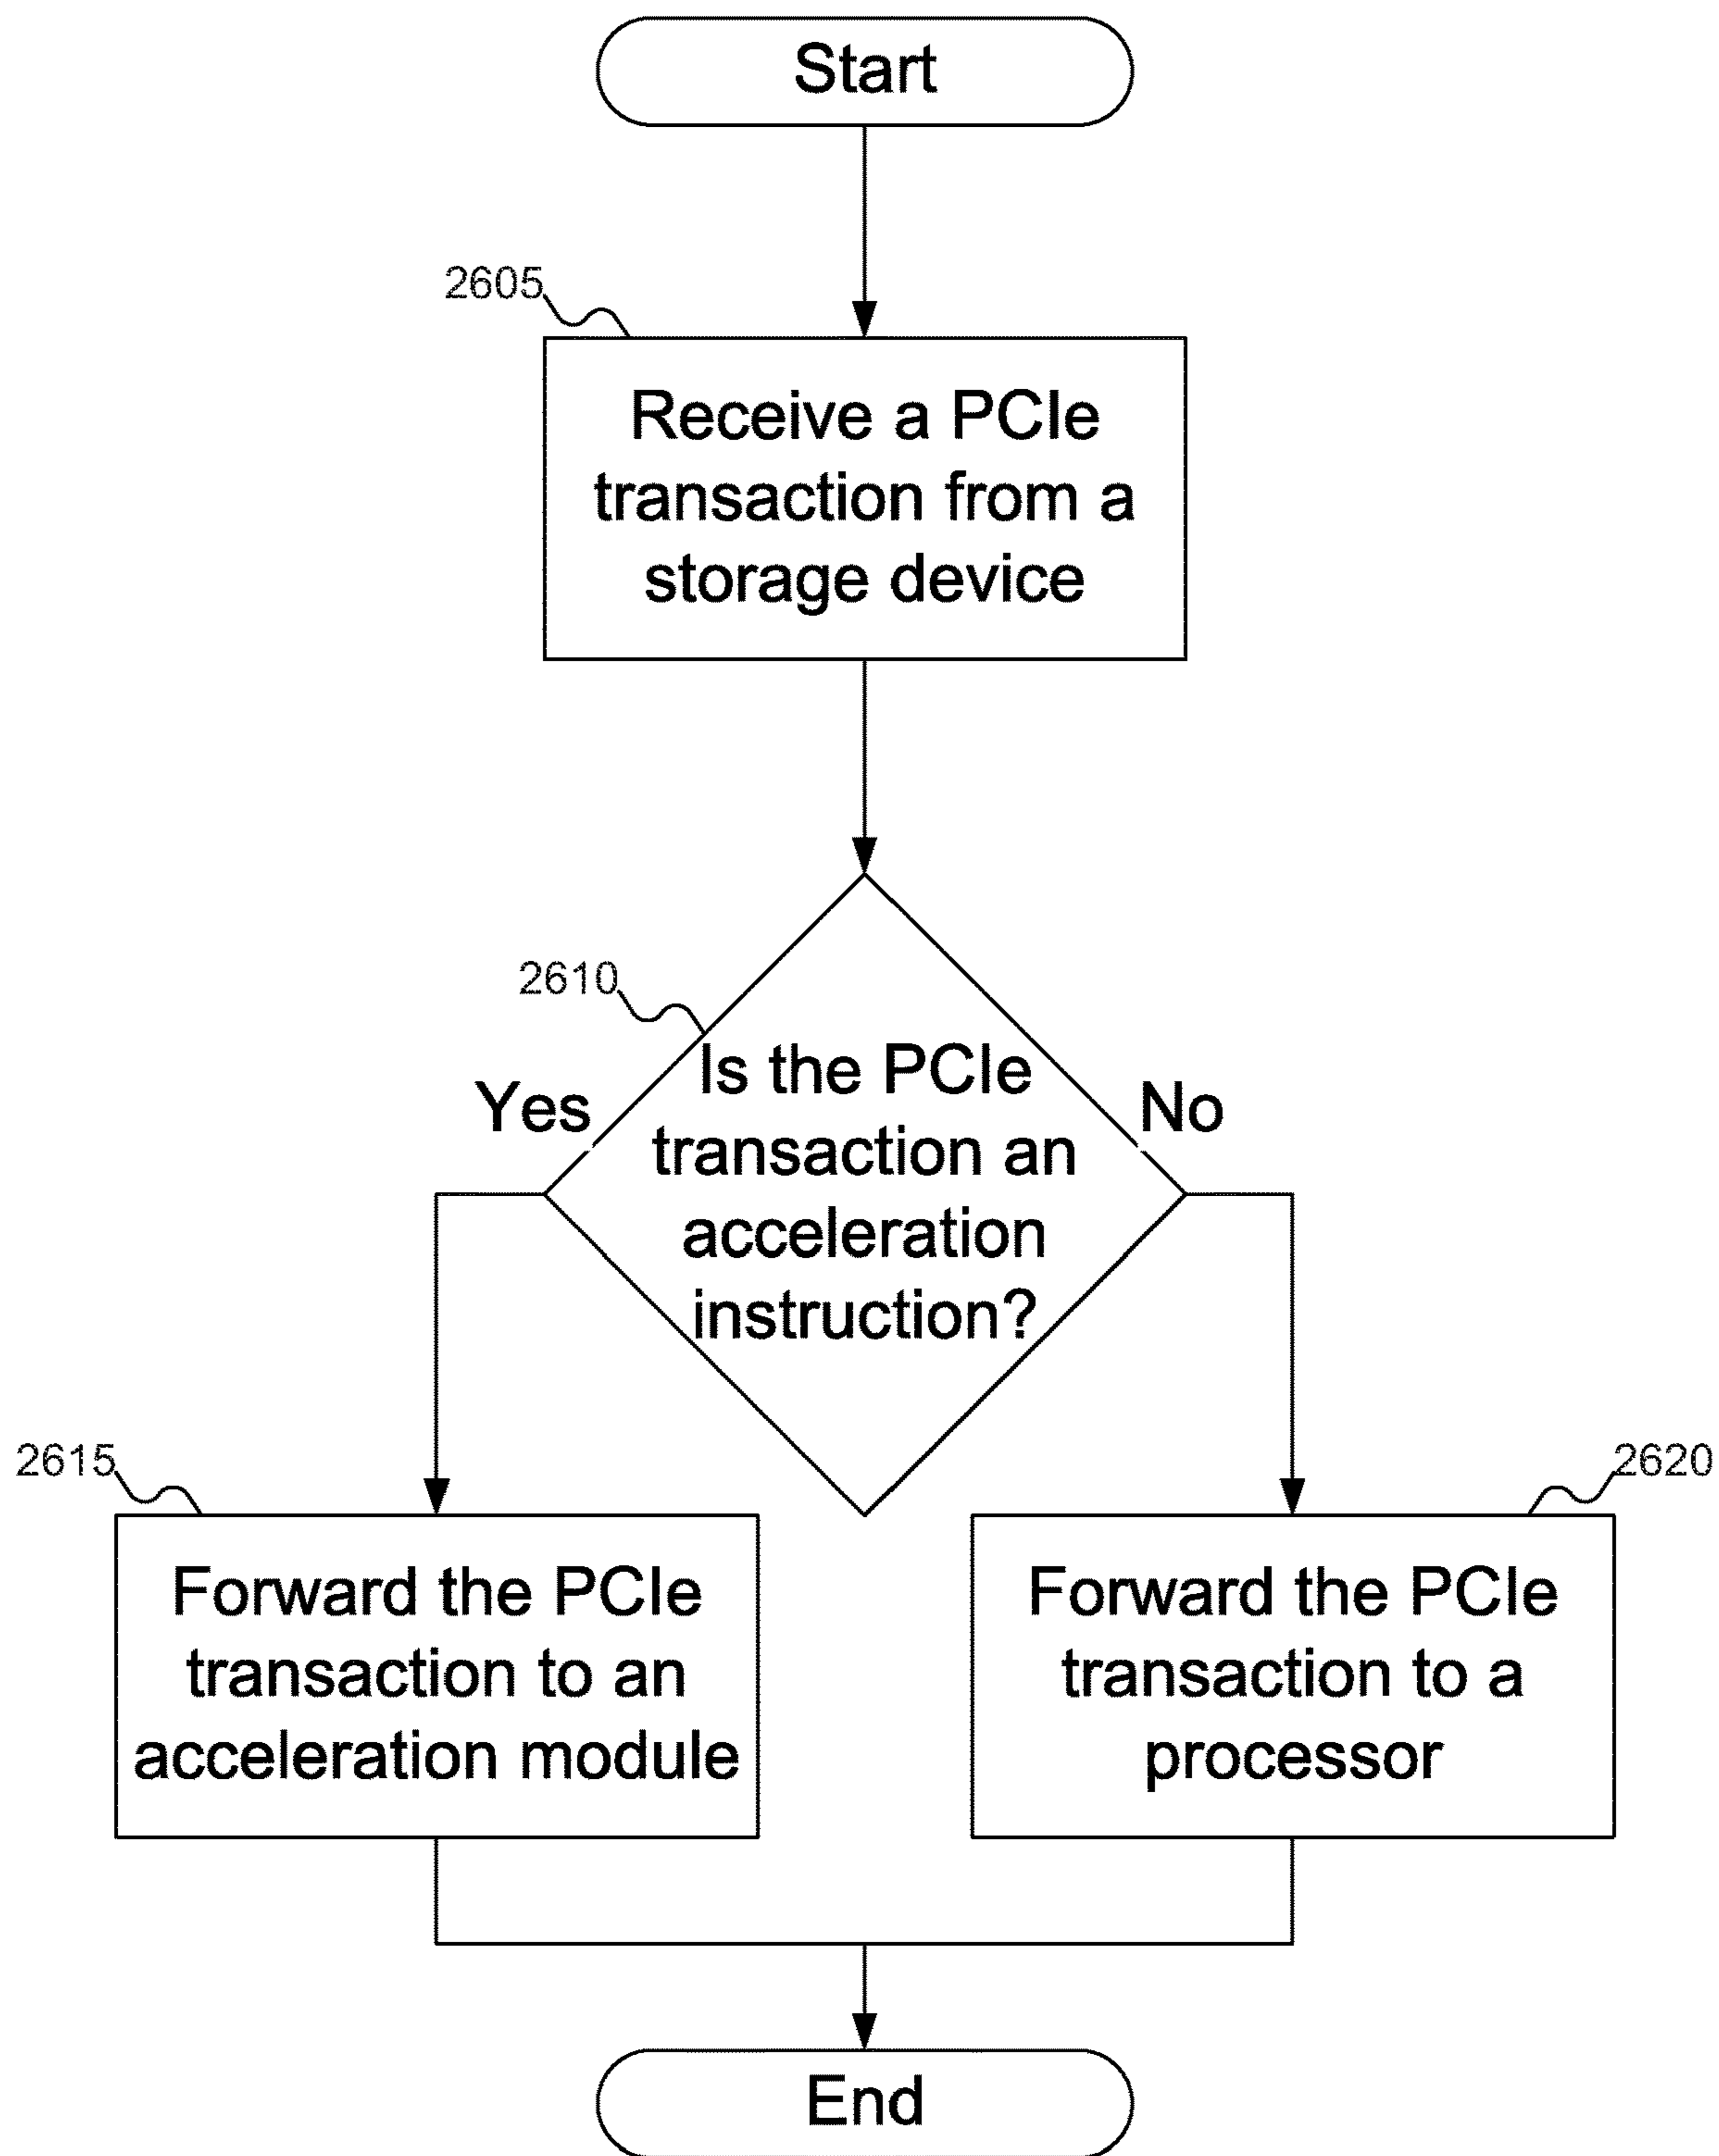 Start
2605
Receive a PCIe
transaction from a
storage device
2610
Is the PCIe
transaction an
acceleration
instruction?
Yes
No
2615
Forward the PCIe
transaction to an
acceleration module
2620
Forward the PCIe
transaction to a
processor
End